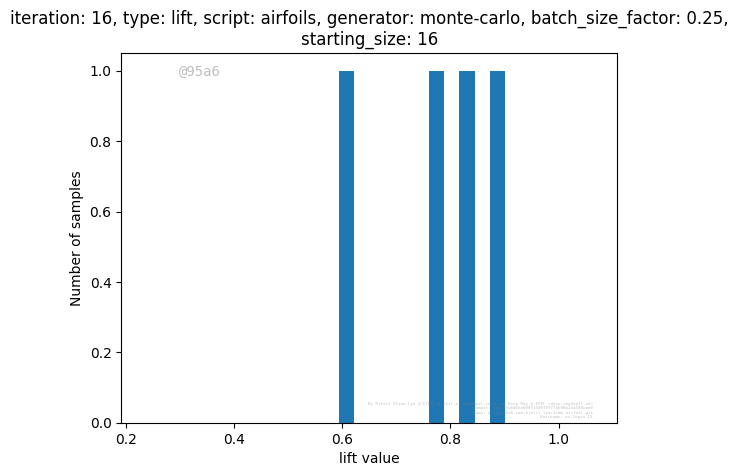 iteration: 16, type: lift, script: airfoils, generator: monte-carlo, batch_size_factor: 0.25,
starting_size: 16
@95a6
1.0
0.8
0.6
0.4
0.2
0.0
Number of samples
0.2 0.4 0.6 0.8 1.0
lift value